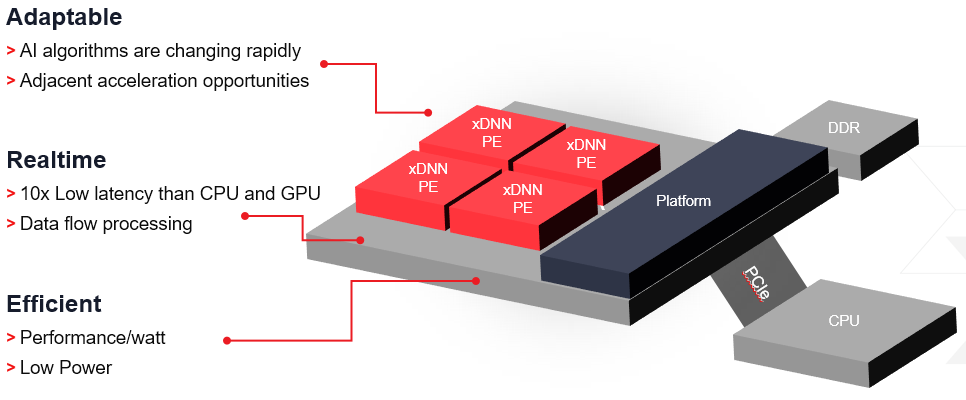 Adaptable
> AI algorithms are changing rapidly
> Adjacent acceleration opportunities
Realtime
> 10x Low latency than CPU and GPU
> Data flow processing
Efficient
> Performance/watt
> Low Power
xDNN
PE
xDNN
PE
xDNN
PE
xDNN
PE
Platform
DDR
PCIe
CPU